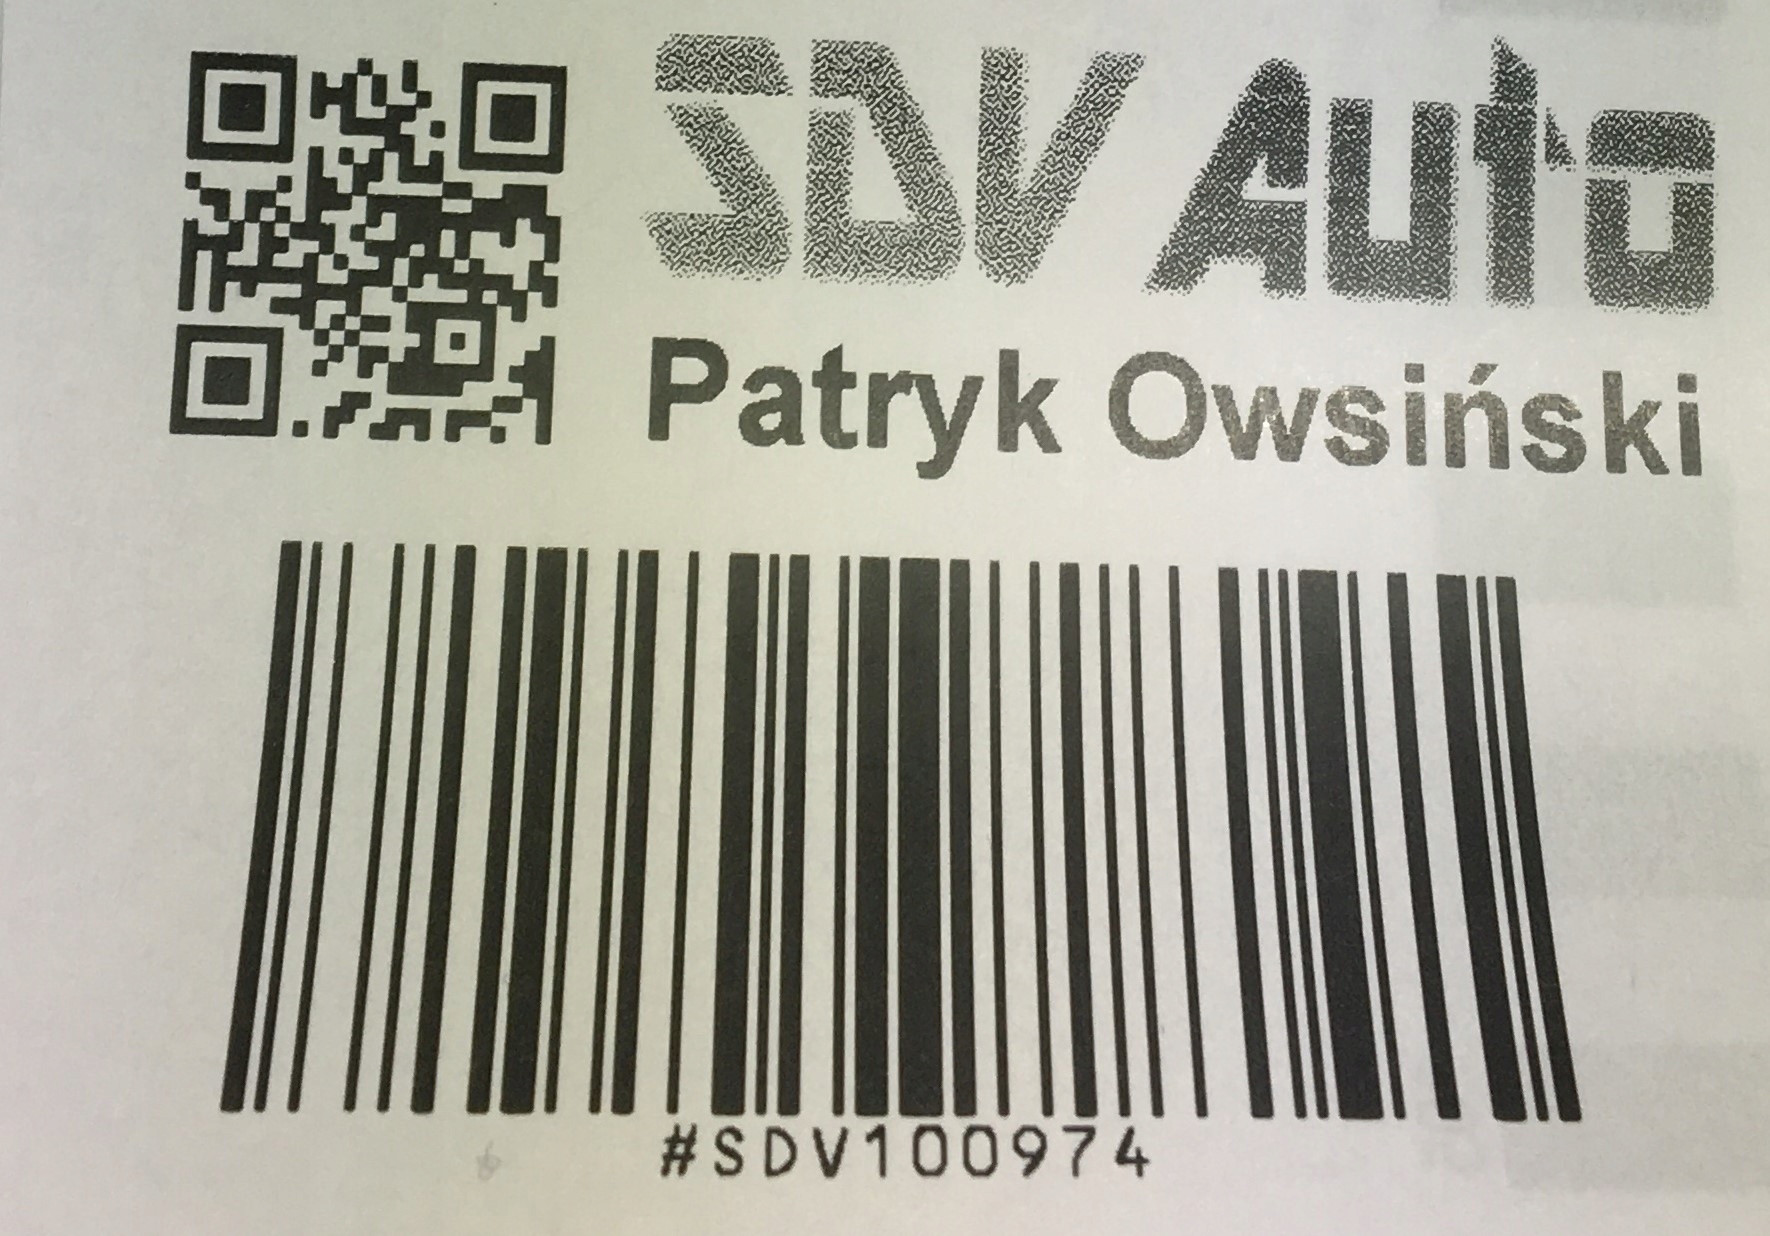 SDV Auto
Patryk Owsiński
#SDV100974